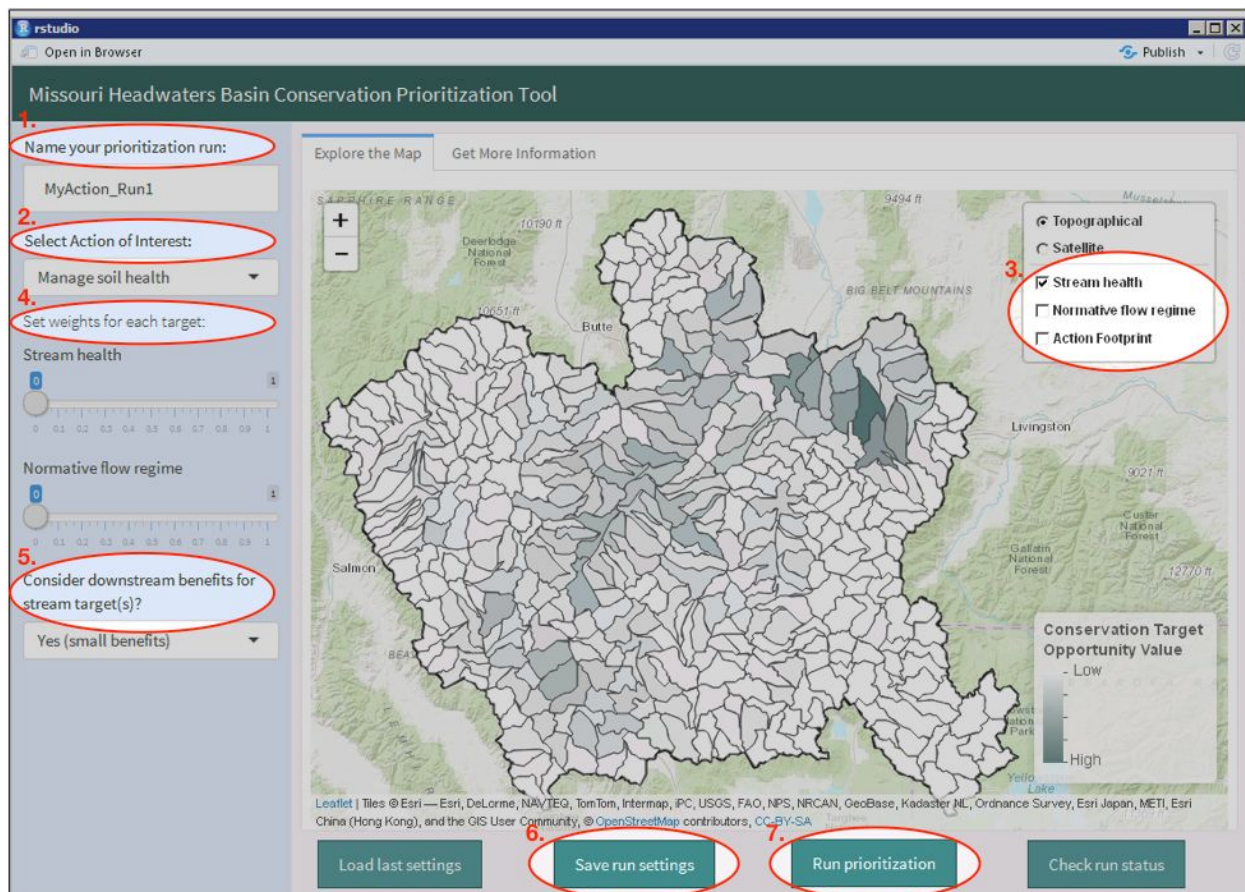 rstudio
Open in Browser
Publish
Missouri Headwaters Basin Conservation Prioritization Tool
1.
Name your prioritization run:
MyAction_Run1
2.
Select Action of Interest:
Manage soil health
4.
Set weights for each target:
Stream health
0 1
0 0.1 0.2 0.3 0.4 0.5 0.6 0.7 0.8 0.9 1
Normative flow regime
0 1
0 0.1 0.2 0.3 0.4 0.5 0.6 0.7 0.8 0.9 1
5.
Consider downstream benefits for
stream target(s)?
Yes (small benefits)
Explore the Map Get More Information
+
−
SAPPHIRE RANGE
9494 ft
10190 ft
Deerlodge
National
Forest
10651 ft
Butte
BIG BELT MOUNTAINS
Topographical
Satellite
3.
Stream health
Normative flow regime
Action Footprint
Livingston
9021 ft
Custer
National
Forest
Gallatin
National
Forest
12770 ft
Salmon
Conservation Target
Opportunity Value
Low
High
Lake
Leaflet | Tiles © Esri — Esri, DeLorme, NAVTEQ, TomTom, Intermap, iPC, USGS, FAO, NPS, NRCAN, GeoBase, Kadaster NL, Ordnance Survey, Esri Japan, METI, Esri
China (Hong Kong), and the GIS User Community, © OpenStreetMap contributors, CC-BY-SA
6.
7.
Load last settings
Save run settings
Run prioritization
Check run status